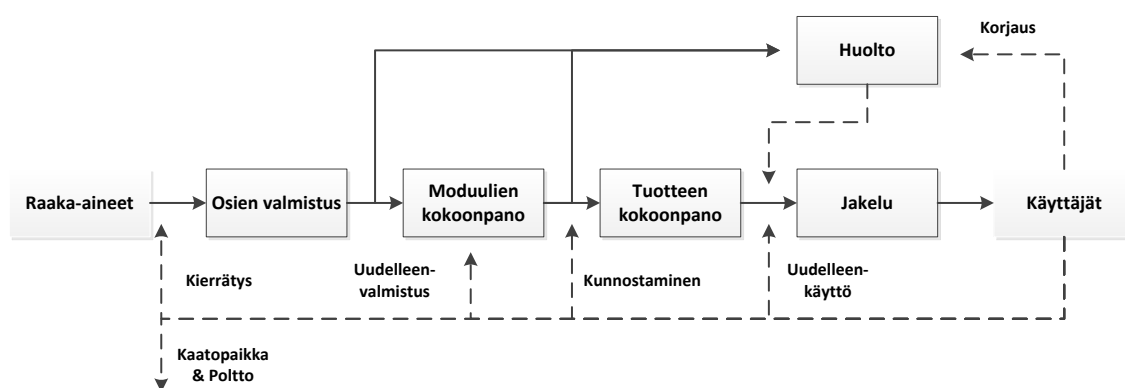 Korjaus
Huolto
Raaka-aineet
Osien valmistus
Moduulien
kokoonpano
Tuotteen
kokoonpano
Jakelu
Käyttäjät
Kierrätys
Uudelleen-
valmistus
Kunnostaminen
Uudelleen-
käyttö
Kaatopaikka
& Poltto